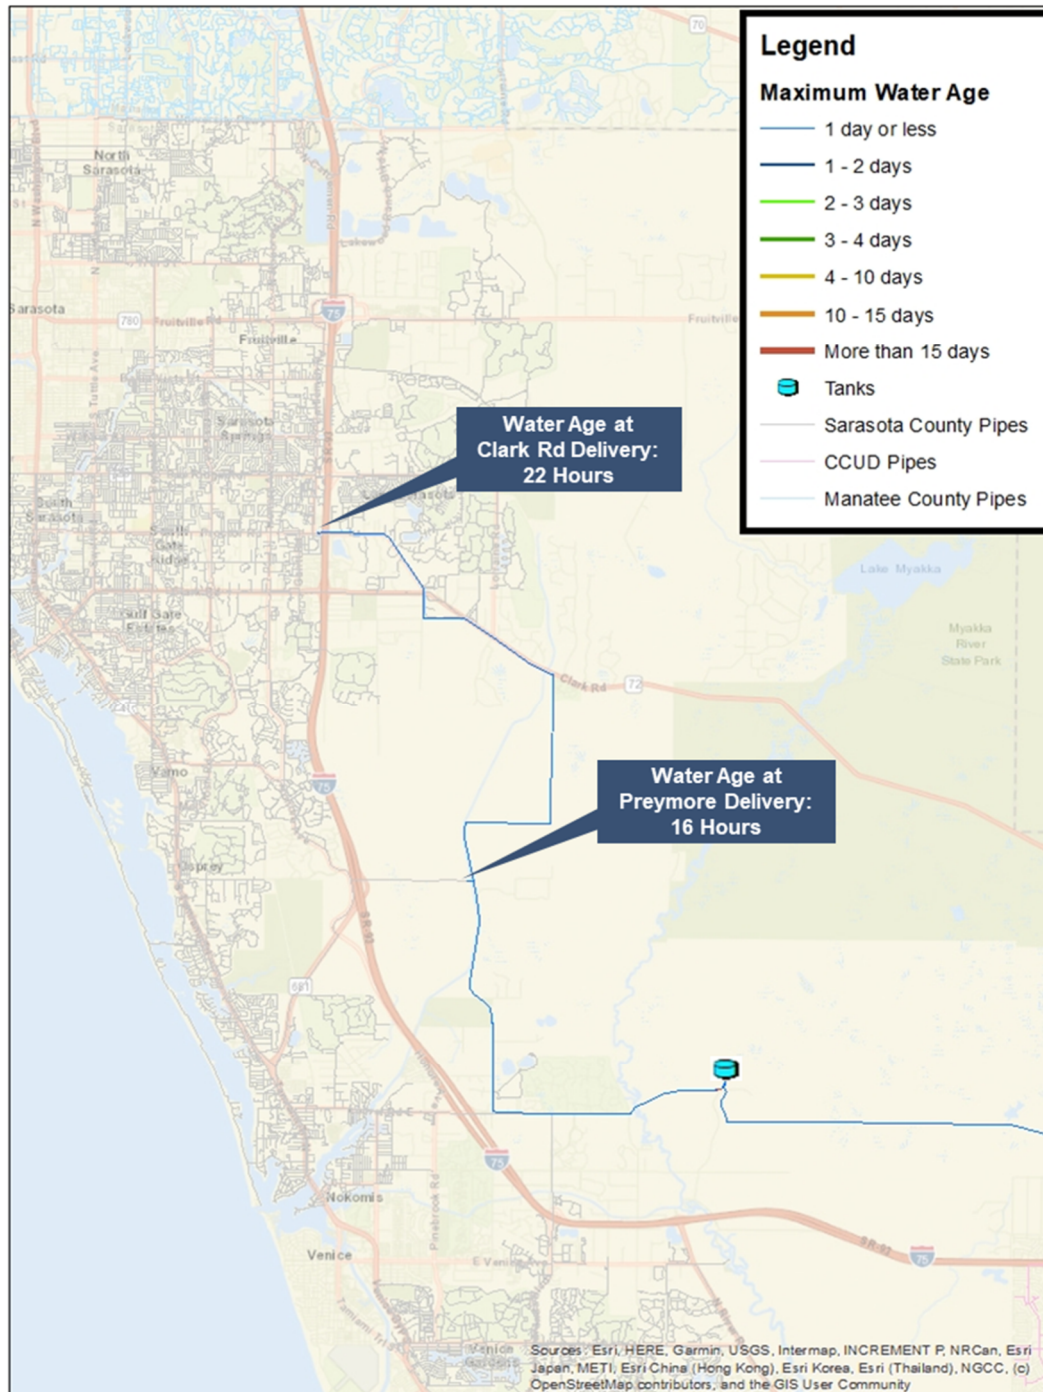 70
Legend
Maximum Water Age
1 day or less
1 - 2 days
2 - 3 days
3 - 4 days
4 - 10 days
10 - 15 days
More than 15 days
Tanks
Sarasota County Pipes
CCUD Pipes
Manatee County Pipes
North
Sarasota
Sarasota
780
Fruitville Rd
75
Fruitville
Fruitville
Sarasota
Springs
Water Age at
Clark Rd Delivery:
22 Hours
South
Sarasota
South
Gate
Ridge
Gulf Gate
Estates
Lake Myakka
Myakka
River
State Park
Clark Rd
72
Vamo
75
Water Age at
Preymore Delivery:
16 Hours
Osprey
681
75
Nokomis
Pinebrook Rd
Venice
E Venice Ave
75
Tamiami Trl
Venice
Gardens
Sources: Esri, HERE, Garmin, USGS, Intermap, INCREMENT P, NRCan, Esri
Japan, METI, Esri China (Hong Kong), Esri Korea, Esri (Thailand), NGCC, (c)
OpenStreetMap contributors, and the GIS User Community